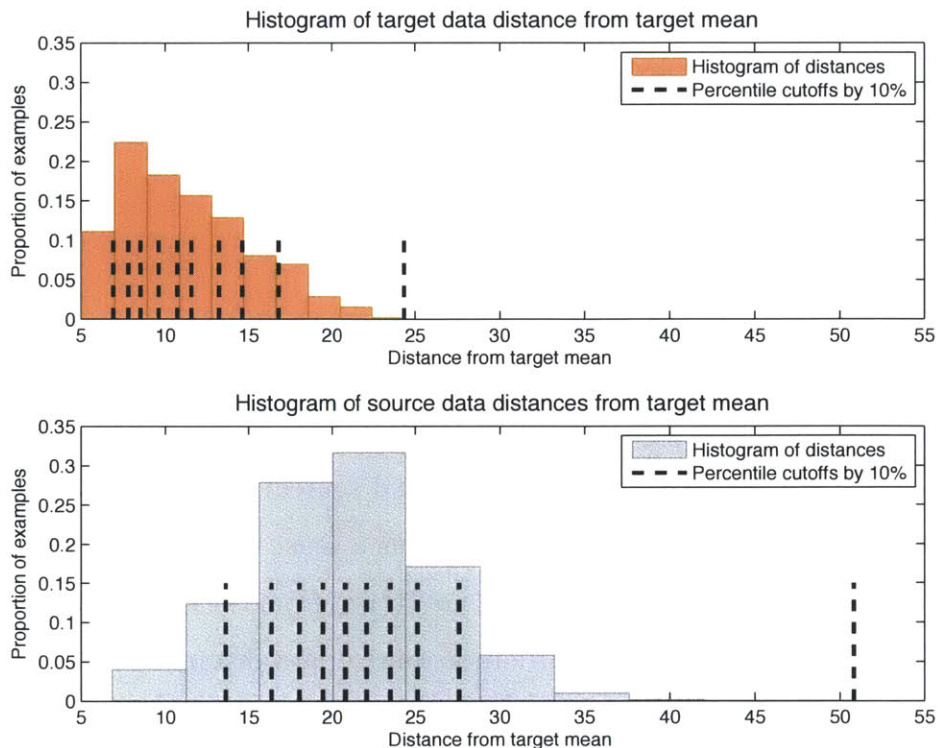 Histogram of target data distance from target mean
0.35
0.3
0.25
0.2
0.15
0.1
0.05
0
Proportion of examples
Histogram of distances
Percentile cutoffs by 10%
5 10 15 20 25 30 35 40 45 50 55
Distance from target mean
Histogram of source data distances from target mean
0.35
0.3
0.25
0.2
0.15
0.1
0.05
0
Proportion of examples
Histogram of distances
Percentile cutoffs by 10%
5 10 15 20 25 30 35 40 45 50 55
Distance from target mean